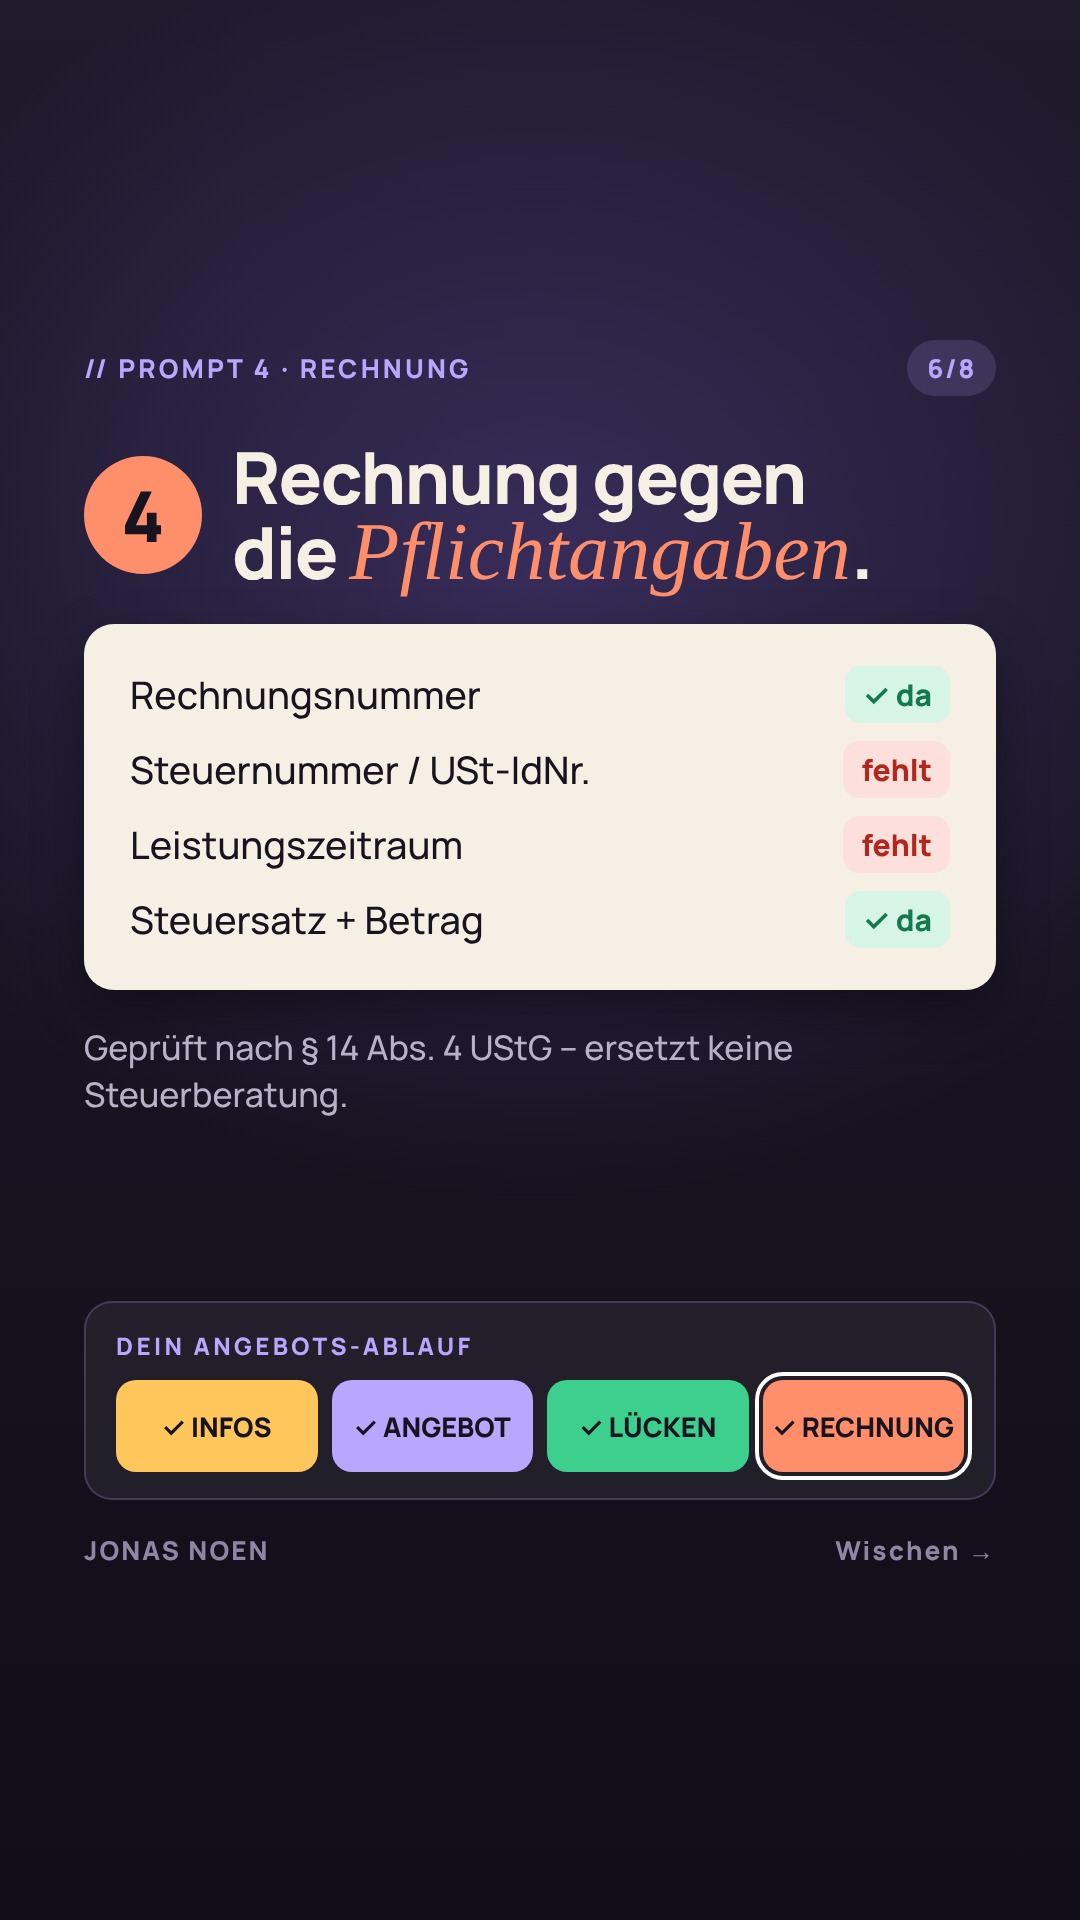 // PROMPT 4 · RECHNUNG
6/8
4
Rechnung gegen
die Pflichtangaben.
Rechnungsnummer ✓ da
Steuernummer / USt-IdNr. fehlt
Leistungszeitraum fehlt
Steuersatz + Betrag ✓ da
Geprüft nach § 14 Abs. 4 UStG – ersetzt keine
Steuerberatung.
DEIN ANGEBOTS-ABLAUF
✓ INFOS ✓ ANGEBOT ✓ LÜCKEN ✓ RECHNUNG
JONAS NOEN
Wischen →